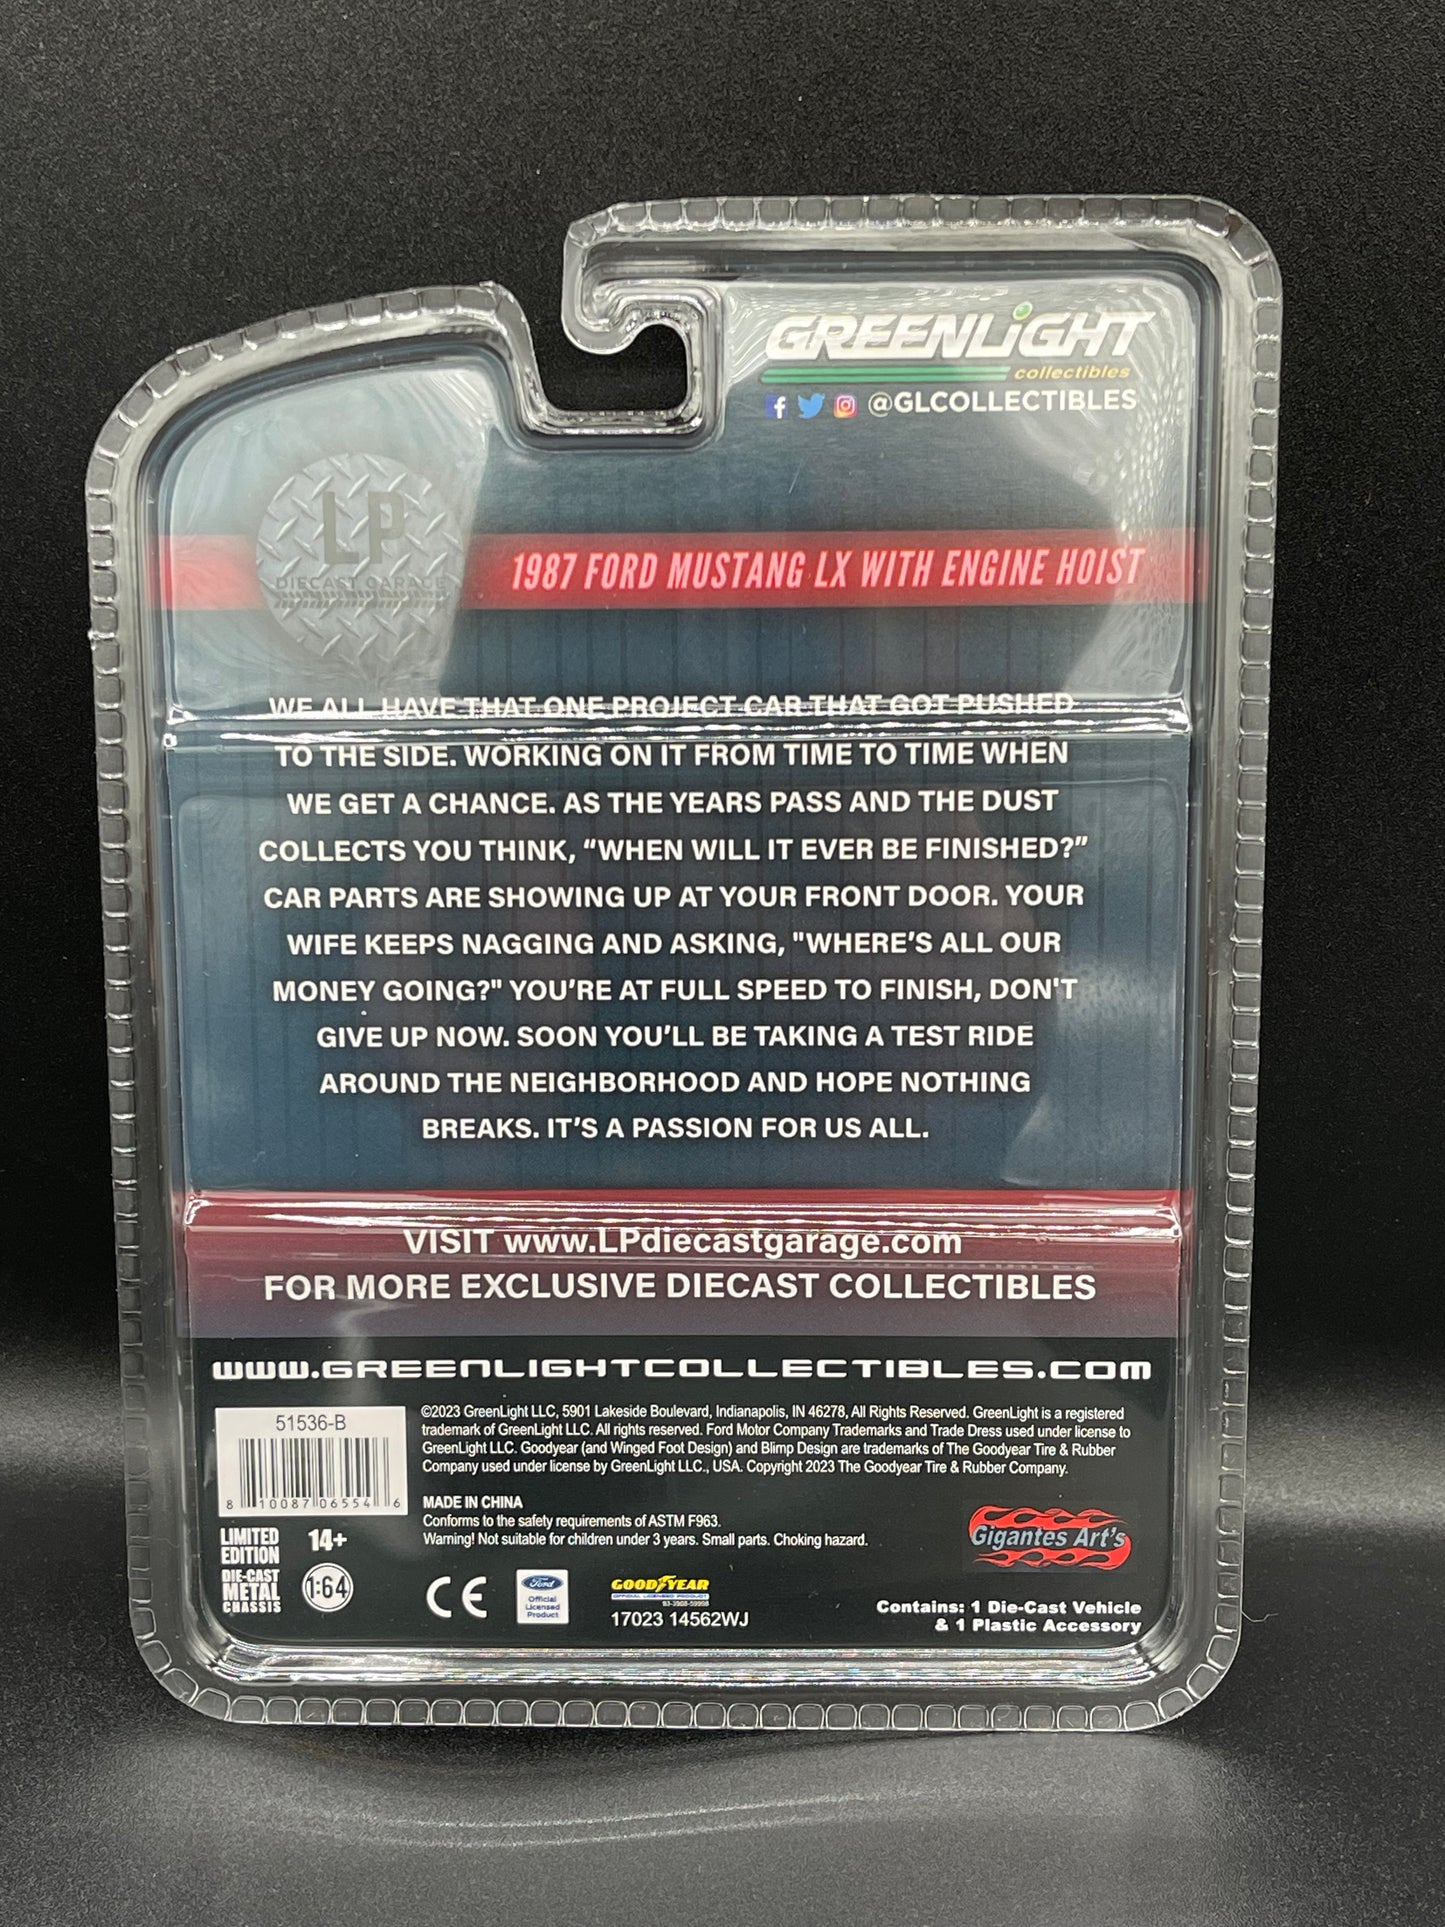 GREENLiGHT
collectibles
@GLCOLLECTIBLES
LP
DIECAST GARAGE
1987 FORD MUSTANG LX WITH ENGINE HOIST
WE ALL HAVE THAT ONE PROJECT CAR THAT GOT PUSHED
TO THE SIDE. WORKING ON IT FROM TIME TO TIME WHEN
WE GET A CHANCE. AS THE YEARS PASS AND THE DUST
COLLECTS YOU THINK, “WHEN WILL IT EVER BE FINISHED?”
CAR PARTS ARE SHOWING UP AT YOUR FRONT DOOR. YOUR
WIFE KEEPS NAGGING AND ASKING, "WHERE’S ALL OUR
MONEY GOING?" YOU’RE AT FULL SPEED TO FINISH, DON'T
GIVE UP NOW. SOON YOU’LL BE TAKING A TEST RIDE
AROUND THE NEIGHBORHOOD AND HOPE NOTHING
BREAKS. IT’S A PASSION FOR US ALL.
VISIT www.LPdiecastgarage.com
FOR MORE EXCLUSIVE DIECAST COLLECTIBLES
www.GREENLIGHTCOLLECTIBLES.COM
51536-B
8 10087 06554 6
©2023 GreenLight LLC, 5901 Lakeside Boulevard, Indianapolis, IN 46278, All Rights Reserved. GreenLight is a registered
trademark of GreenLight LLC. All rights reserved. Ford Motor Company Trademarks and Trade Dress used under license to
GreenLight LLC. Goodyear (and Winged Foot Design) and Blimp Design are trademarks of The Goodyear Tire & Rubber
Company used under license by GreenLight LLC., USA. Copyright 2023 The Goodyear Tire & Rubber Company.
MADE IN CHINA
Conforms to the safety requirements of ASTM F963.
Warning! Not suitable for children under 3 years. Small parts. Choking hazard.
LIMITED
EDITION
14+
DIE-CAST
METAL
CHASSIS
1:64
CE
Ford
Official
Licensed
Product
GOODYEAR
OFFICIAL LICENSED PRODUCT
17023 14562WJ
Gigantes Art's
Contains: 1 Die-Cast Vehicle
& 1 Plastic Accessory